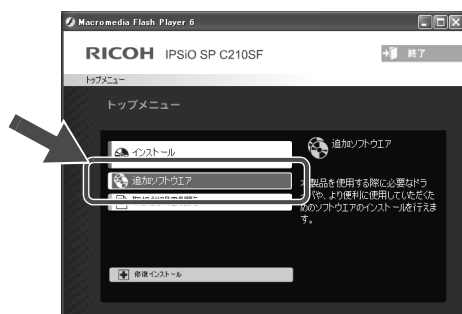 Macromedia Flash Player 6
RICOH IPSiO SP C210SF
終了
トップメニュー
トップメニュー
インストール
追加ソフトウエア
修復インストール
追加ソフトウエア
製品を使用する際に必要なドラ
や、より便利に使用していただくた
めのソフトウエアのインストールを行えま
す。